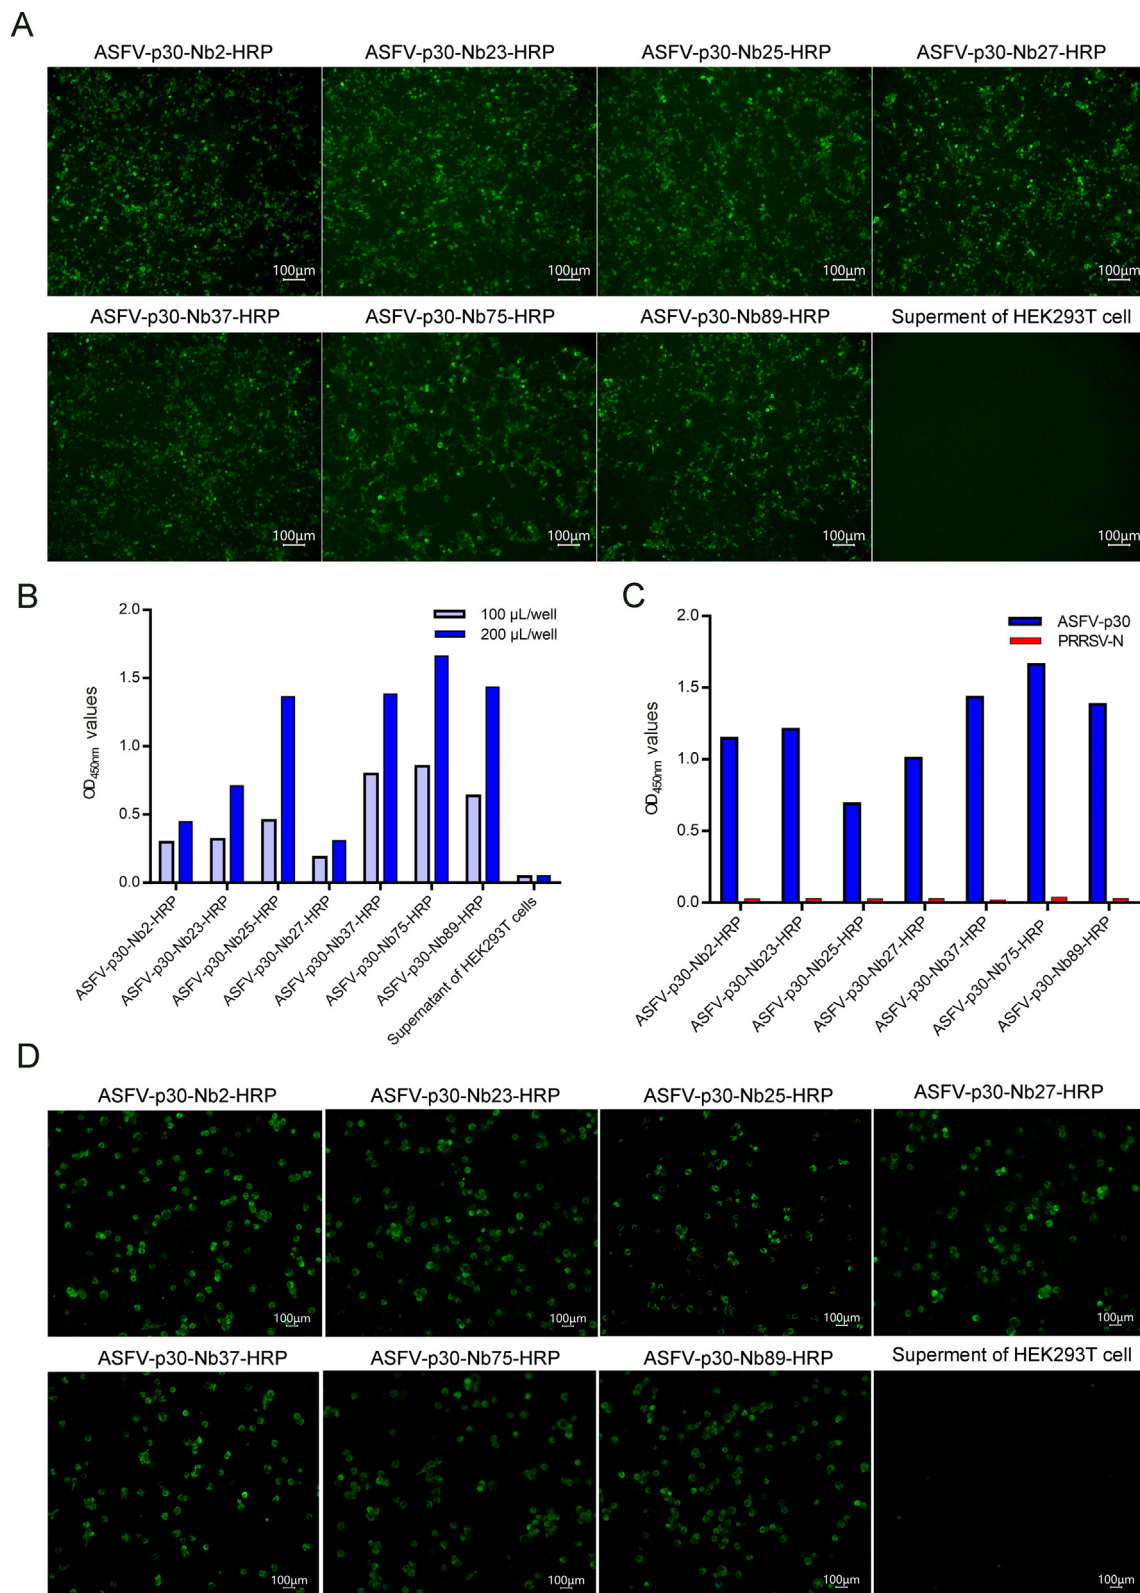 A
ASFV-p30-Nb2-HRP ASFV-p30-Nb23-HRP ASFV-p30-Nb25-HRP ASFV-p30-Nb27-HRP
100μm 100μm 100μm 100μm
ASFV-p30-Nb37-HRP ASFV-p30-Nb75-HRP ASFV-p30-Nb89-HRP Superment of HEK293T cell
100μm 100μm 100μm 100μm
B
2.0
1.5
1.0
0.5
0.0
OD450nm values
100 μL/well
200 μL/well
ASFV-p30-Nb2-HRP
ASFV-p30-Nb23-HRP
ASFV-p30-Nb25-HRP
ASFV-p30-Nb27-HRP
ASFV-p30-Nb37-HRP
ASFV-p30-Nb75-HRP
ASFV-p30-Nb89-HRP
Supernatant of HEK293T cells
C
2.0
1.5
1.0
0.5
0.0
OD450nm values
ASFV-p30
PRRSV-N
ASFV-p30-Nb2-HRP
ASFV-p30-Nb23-HRP
ASFV-p30-Nb25-HRP
ASFV-p30-Nb27-HRP
ASFV-p30-Nb37-HRP
ASFV-p30-Nb75-HRP
ASFV-p30-Nb89-HRP
D
ASFV-p30-Nb2-HRP ASFV-p30-Nb23-HRP ASFV-p30-Nb25-HRP ASFV-p30-Nb27-HRP
100μm 100μm 100μm 100μm
ASFV-p30-Nb37-HRP ASFV-p30-Nb75-HRP ASFV-p30-Nb89-HRP Superment of HEK293T cell
100μm 100μm 100μm 100μm